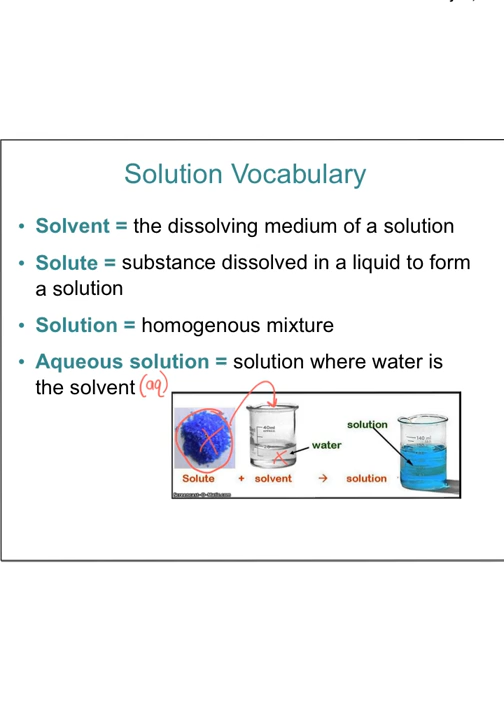 Solution Vocabulary
• Solvent = the dissolving medium of a solution
• Solute = substance dissolved in a liquid to form
a solution
• Solution = homogenous mixture
• Aqueous solution = solution where water is
the solvent (aq)
solution
water
Solute + solvent → solution